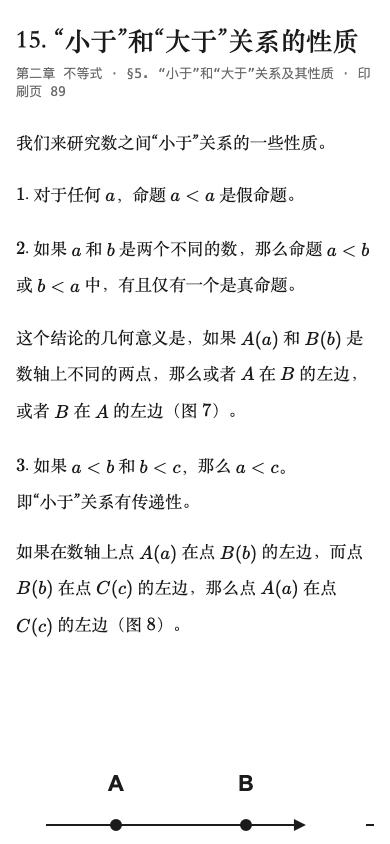 15. “小于”和“大于”关系的性质
第二章 不等式 · §5. “小于”和“大于”关系及其性质 · 印
刷页 89
我们来研究数之间“小于”关系的一些性质。
1. 对于任何 a，命题 a < a 是假命题。
2. 如果 a 和 b 是两个不同的数，那么命题 a < b
或 b < a 中，有且仅有一个是真命题。
这个结论的几何意义是，如果 A(a) 和 B(b) 是
数轴上不同的两点，那么或者 A 在 B 的左边，
或者 B 在 A 的左边（图 7）。
3. 如果 a < b 和 b < c，那么 a < c。
即“小于”关系有传递性。
如果在数轴上点 A(a) 在点 B(b) 的左边，而点
B(b) 在点 C(c) 的左边，那么点 A(a) 在点
C(c) 的左边（图 8）。
A B